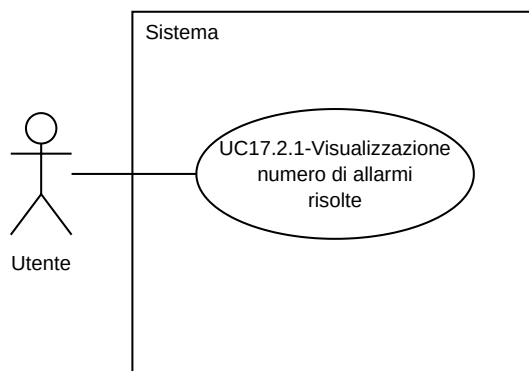 Sistema
UC17.2.1-Visualizzazione
numero di allarmi
risolte
Utente